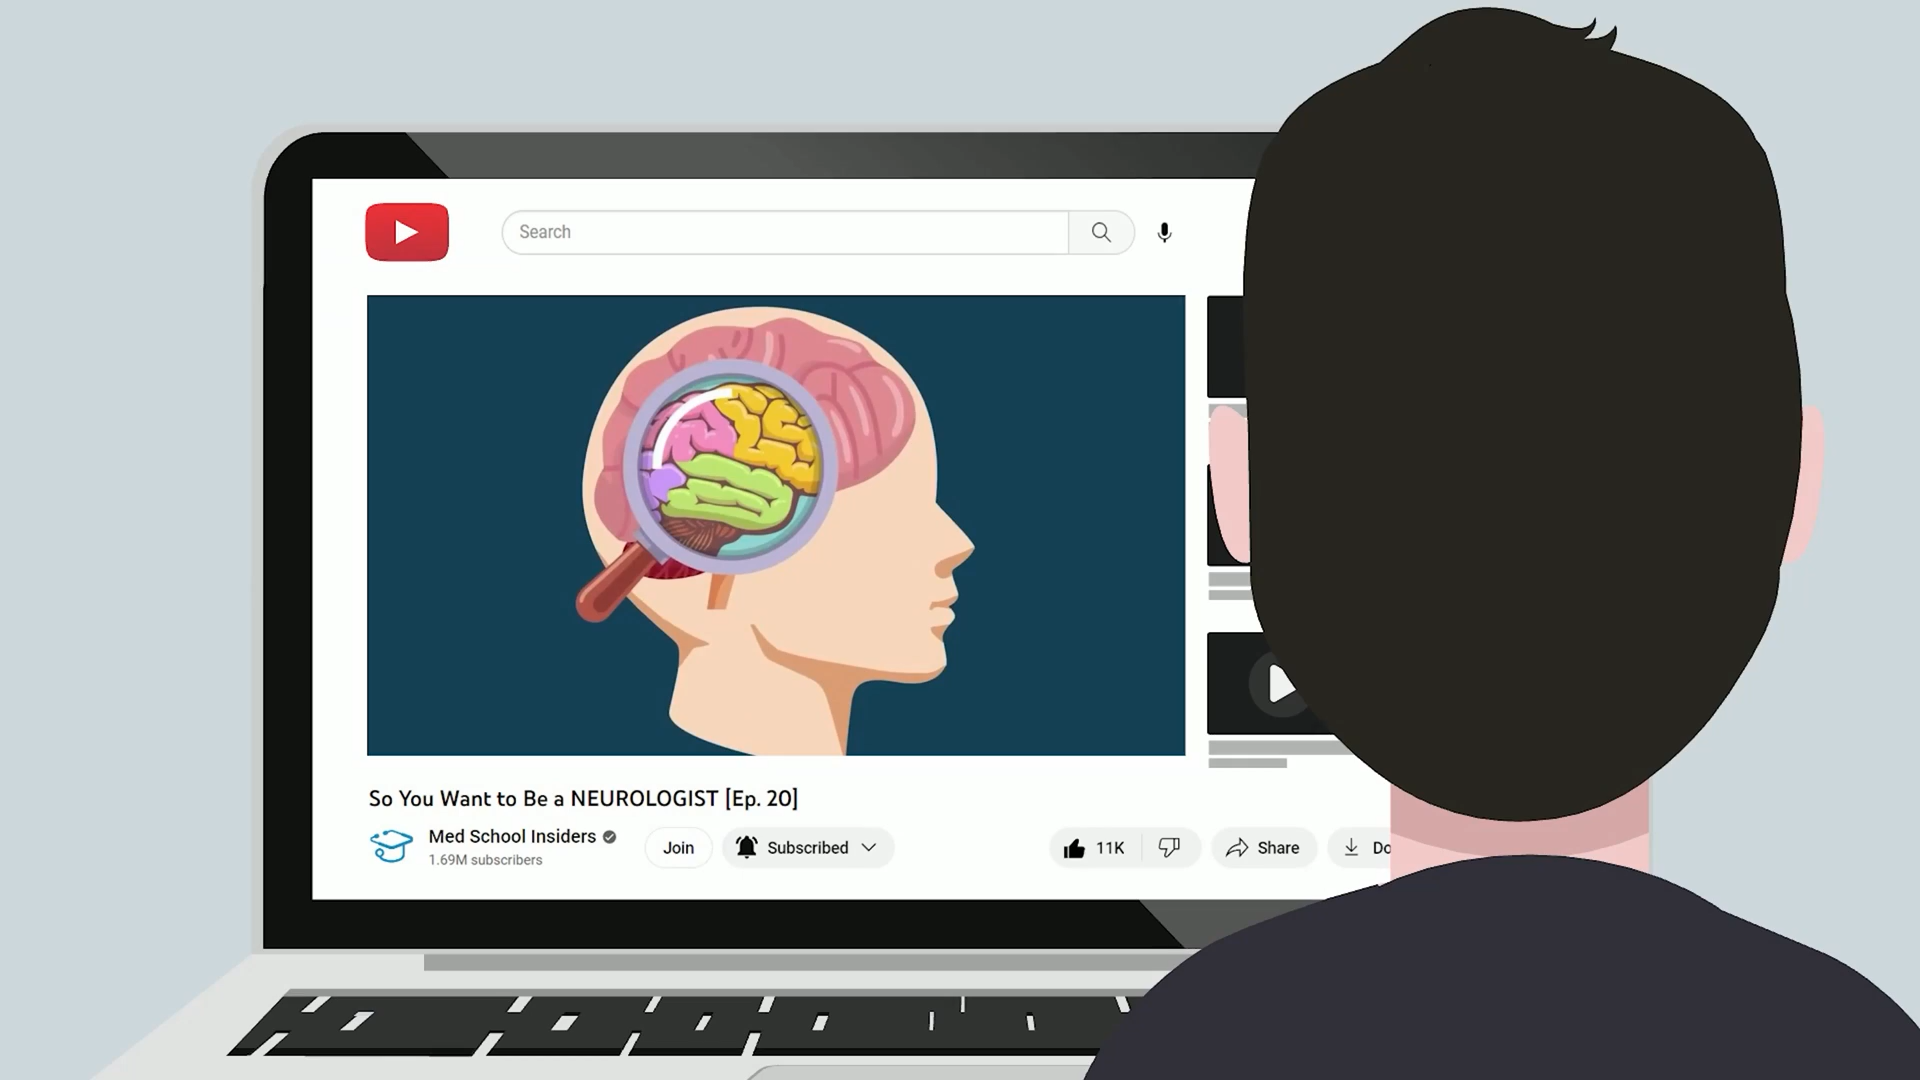 Search
So You Want to Be a NEUROLOGIST [Ep. 20]
Med School Insiders
1.69M subscribers
Join
Subscribed
11K
Share
Do